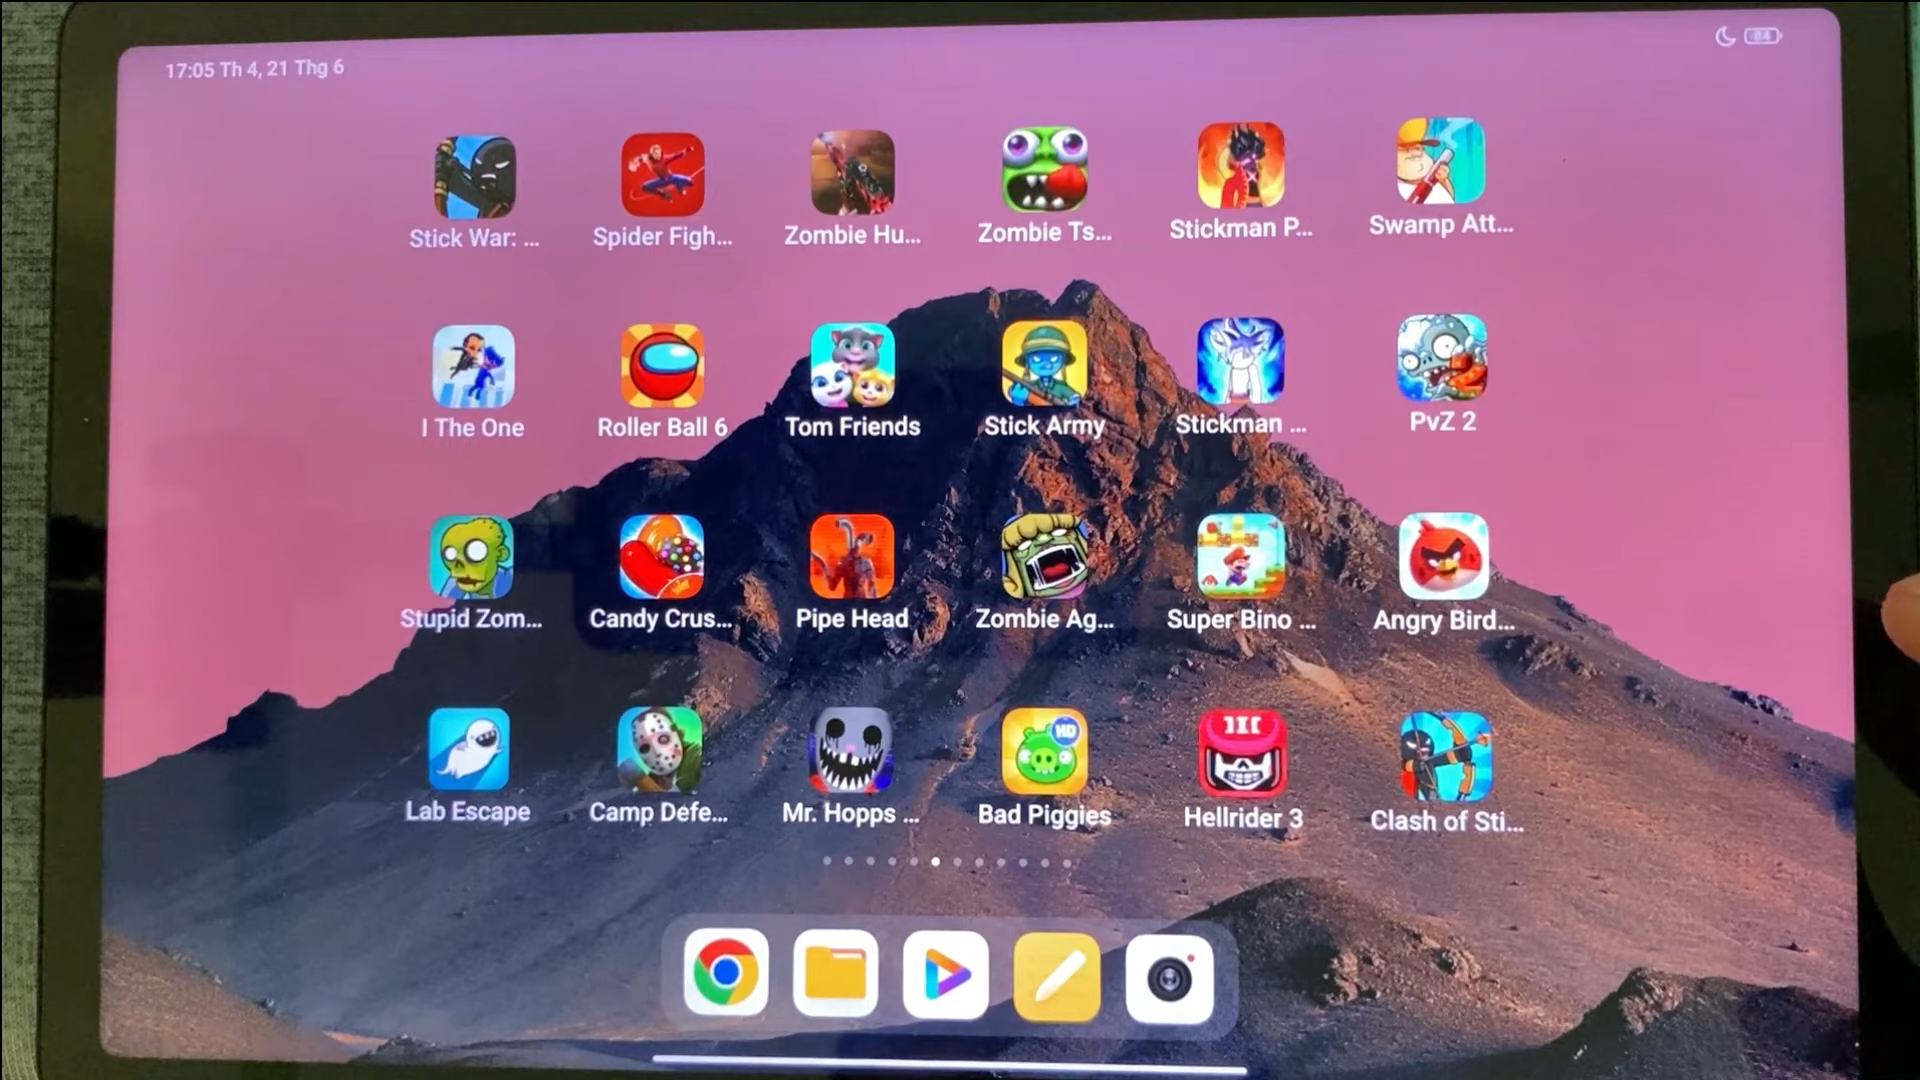 17:05 Th 4, 21 Thg 6
84
Stick War: ...
Spider Figh...
Zombie Hu...
Zombie Ts...
Stickman P...
Swamp Att...
I The One
Roller Ball 6
Tom Friends
Stick Army
Stickman ...
PvZ 2
Stupid Zom...
Candy Crus...
Pipe Head
Zombie Ag...
Super Bino ...
Angry Bird...
HD
Lab Escape
Camp Defe...
Mr. Hopps ...
Bad Piggies
Hellrider 3
Clash of Sti...